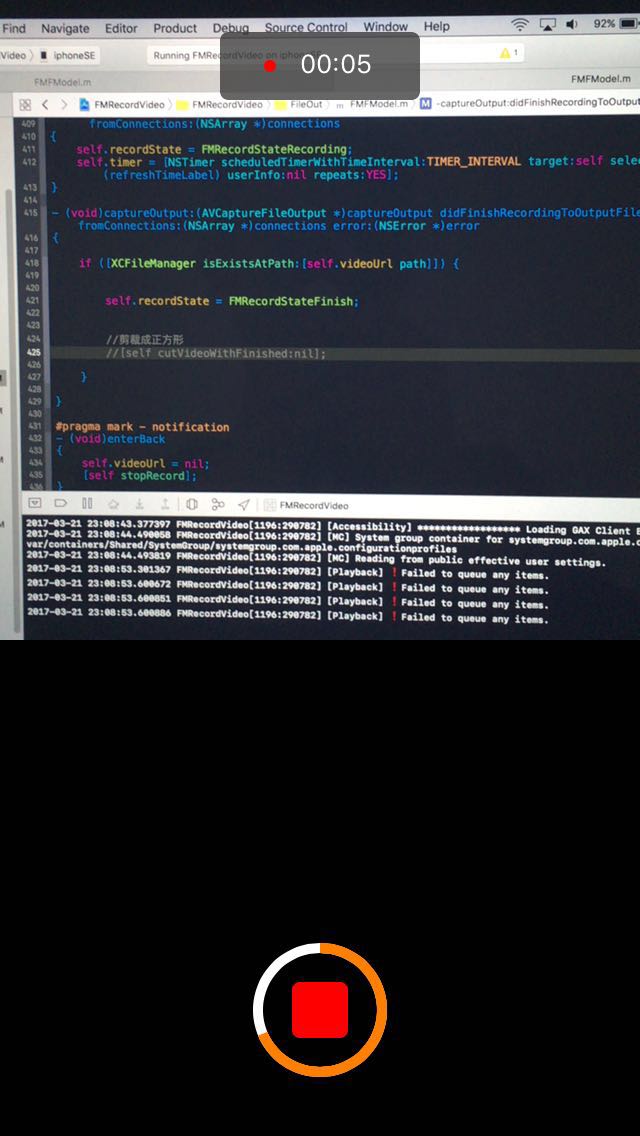 Find Navigate Editor Product Debug Source Control Window Help 92%
Video iphoneSE Running FMRecordVideo on iphoneSE 1
00:05
FMFModel.m FMFModel.m
FMRecordVideo FMRecordVideo FileOut m FMFModel.m M -captureOutput:didFinishRecordingToOutput
409 fromConnections:(NSArray *)connections
410 {
411 self.recordState = FMRecordStateRecording;
412 self.timer = [NSTimer scheduledTimerWithTimeInterval:TIMER_INTERVAL target:self sele
(refreshTimeLabel) userInfo:nil repeats:YES];
413 }
414
415 - (void)captureOutput:(AVCaptureFileOutput *)captureOutput didFinishRecordingToOutputFile
fromConnections:(NSArray *)connections error:(NSError *)error
416 {
417
418 if ([XCFileManager isExistsAtPath:[self.videoUrl path]]) {
419
420
421 self.recordState = FMRecordStateFinish;
422
423
424 //剪裁成正方形
425 //[self cutVideoWithFinished:nil];
426
427 }
428
429 }
430
431 #pragma mark - notification
432 - (void)enterBack
433 {
434 self.videoUrl = nil;
435 [self stopRecord];
436 }
FMRecordVideo
2017-03-21 23:08:43.377397 FMRecordVideo[1196:290782] [Accessibility] ****************** Loading GAX Client B
2017-03-21 23:08:44.490058 FMRecordVideo[1196:290782] [MC] System group container for systemgroup.com.apple.c
var/containers/Shared/SystemGroup/systemgroup.com.apple.configurationprofiles
2017-03-21 23:08:44.493819 FMRecordVideo[1196:290782] [MC] Reading from public effective user settings.
2017-03-21 23:08:53.301367 FMRecordVideo[1196:290782] [Playback] ❗Failed to queue any items.
2017-03-21 23:08:53.600672 FMRecordVideo[1196:290782] [Playback] ❗Failed to queue any items.
2017-03-21 23:08:53.600851 FMRecordVideo[1196:290782] [Playback] ❗Failed to queue any items.
2017-03-21 23:08:53.600886 FMRecordVideo[1196:290782] [Playback] ❗Failed to queue any items.